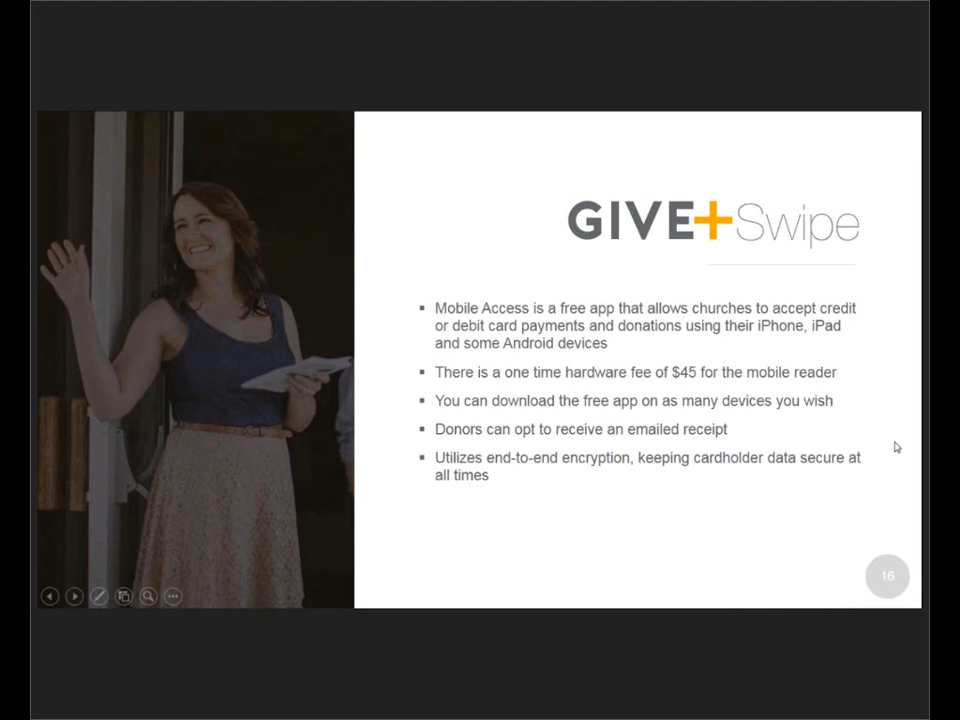 GIVE+Swipe
▪ Mobile Access is a free app that allows churches to accept credit
or debit card payments and donations using their iPhone, iPad
and some Android devices
▪ There is a one time hardware fee of $45 for the mobile reader
▪ You can download the free app on as many devices you wish
▪ Donors can opt to receive an emailed receipt
▪ Utilizes end-to-end encryption, keeping cardholder data secure at
all times
16